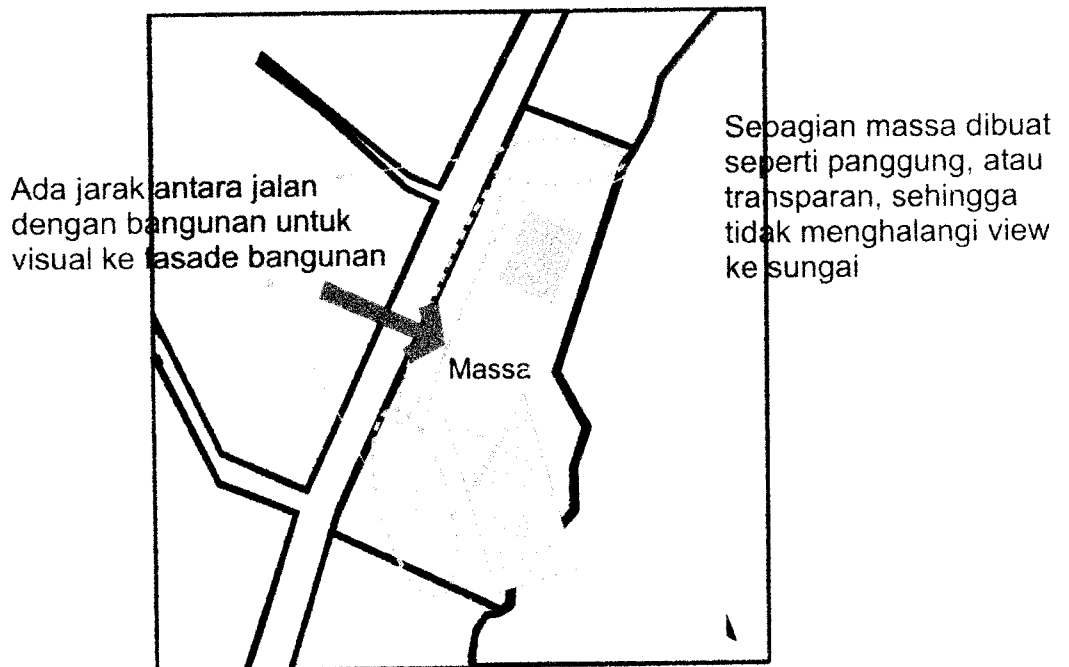 Ada jarak antara jalan
dengan bangunan untuk
visual ke fasade bangunan
Sebagian massa dibuat
seperti panggung, atau
transparan, sehingga
tidak menghalangi view
ke sungai
Massa